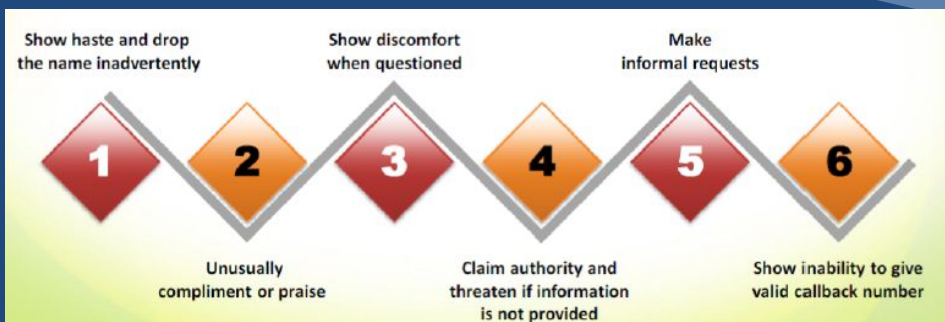 Show haste and drop
the name inadvertently
Show discomfort
when questioned
Make
informal requests
1
2
3
4
5
6
Unusually
compliment or praise
Claim authority and
threaten if information
is not provided
Show inability to give
valid callback number